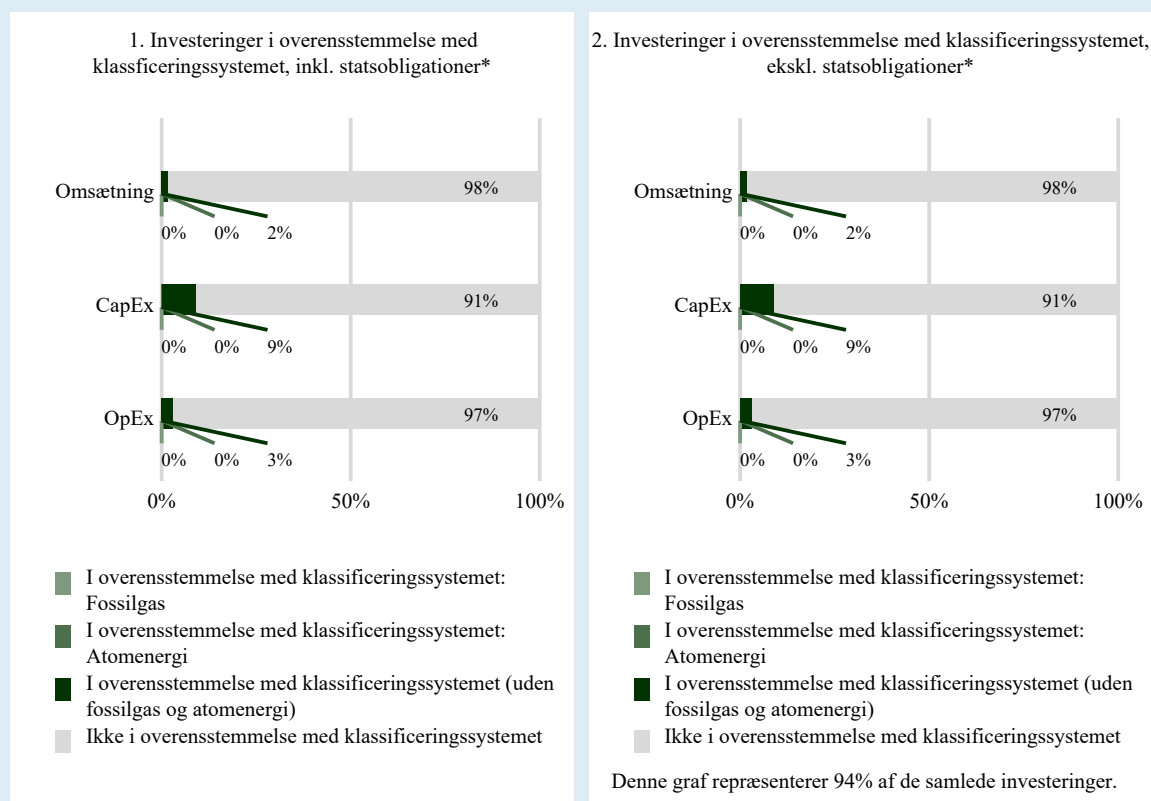 1. Investeringer i overensstemmelse med
klassficeringssystemet, inkl. statsobligationer*
Omsætning
98%
0% 0% 2%
CapEx
91%
0% 0% 9%
OpEx
97%
0% 0% 3%
0% 50% 100%
I overensstemmelse med klassificeringssystemet:
Fossilgas
I overensstemmelse med klassificeringssystemet:
Atomenergi
I overensstemmelse med klassificeringssystemet (uden
fossilgas og atomenergi)
Ikke i overensstemmelse med klassificeringssystemet
2. Investeringer i overensstemmelse med klassificeringssystemet,
ekskl. statsobligationer*
Omsætning
98%
0% 0% 2%
CapEx
91%
0% 0% 9%
OpEx
97%
0% 0% 3%
0% 50% 100%
I overensstemmelse med klassificeringssystemet:
Fossilgas
I overensstemmelse med klassificeringssystemet:
Atomenergi
I overensstemmelse med klassificeringssystemet (uden
fossilgas og atomenergi)
Ikke i overensstemmelse med klassificeringssystemet
Denne graf repræsenterer 94% af de samlede investeringer.